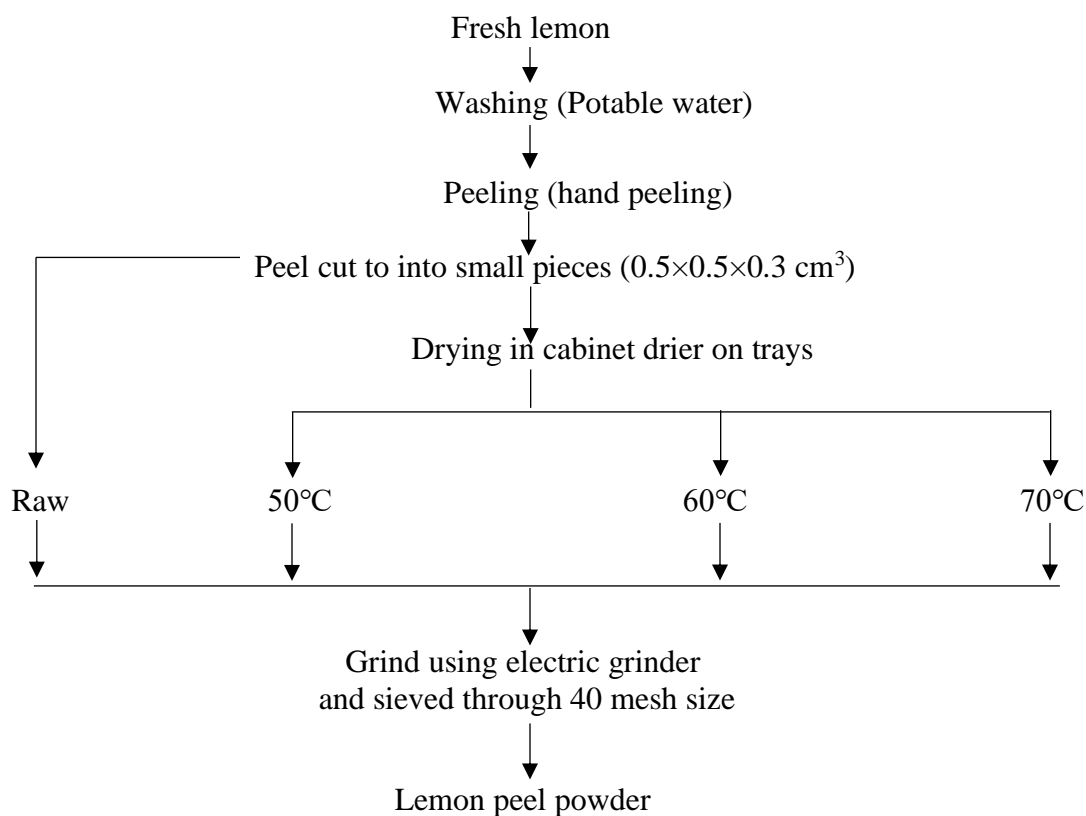 Fresh lemon
Washing (Potable water)
Peeling (hand peeling)
Peel cut to into small pieces (0.5×0.5×0.3 cm³)
Drying in cabinet drier on trays
Raw 50°C 60°C 70°C
Grind using electric grinder
and sieved through 40 mesh size
Lemon peel powder